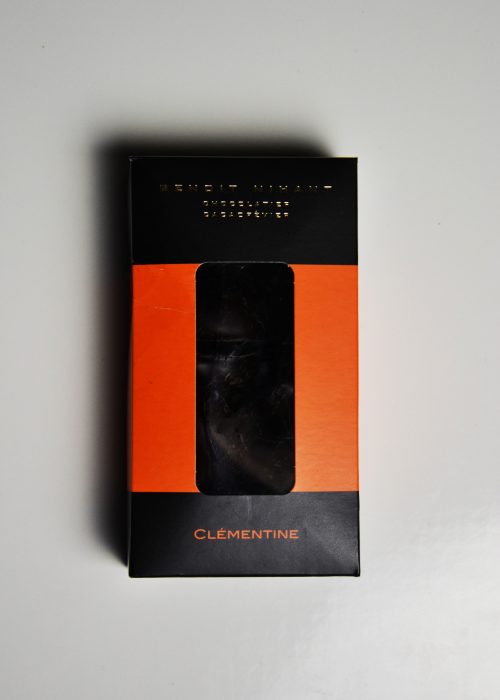 BENOIT NIHANT
CHOCOLATIER
CACAOFÉVIER
CLÉMENTINE